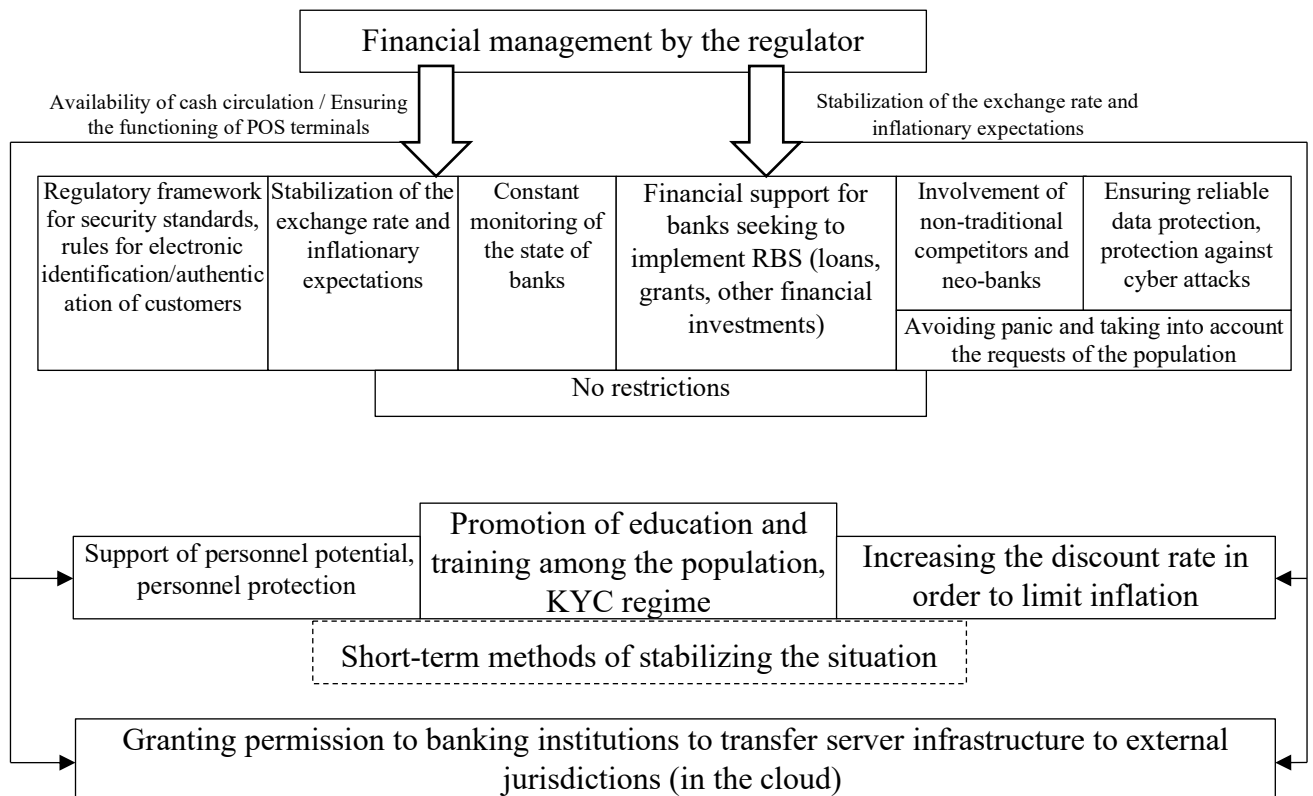 Financial management by the regulator
Availability of cash circulation / Ensuring
the functioning of POS terminals
Stabilization of the exchange rate and
inflationary expectations
Regulatory framework
for security standards,
rules for electronic
identification/authentic
ation of customers
Stabilization of the
exchange rate and
inflationary
expectations
Constant
monitoring of
the state of
banks
Financial support for
banks seeking to
implement RBS (loans,
grants, other financial
investments)
Involvement of
non-traditional
competitors and
neo-banks
Ensuring reliable
data protection,
protection against
cyber attacks
Avoiding panic and taking into account
the requests of the population
No restrictions
Support of personnel potential,
personnel protection
Promotion of education and
training among the population,
KYC regime
Increasing the discount rate in
order to limit inflation
Short-term methods of stabilizing the situation
Granting permission to banking institutions to transfer server infrastructure to external
jurisdictions (in the cloud)